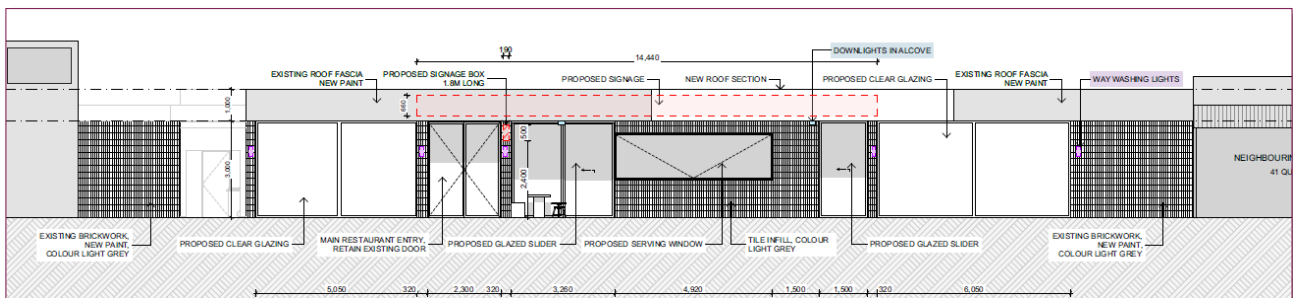 190
14,440
DOWNLIGHTS IN ALCOVE
EXISTING ROOF FASCIA
NEW PAINT
PROPOSED SIGNAGE BOX
1.8M LONG
PROPOSED SIGNAGE
NEW ROOF SECTION
PROPOSED CLEAR GLAZING
EXISTING ROOF FASCIA
NEW PAINT
WAY WASHING LIGHTS
1,000
660
3,000
500
2,400
NEIGHBOURIN
41 QU
EXISTING BRICKWORK,
NEW PAINT,
COLOUR LIGHT GREY
PROPOSED CLEAR GLAZING
MAIN RESTAURANT ENTRY,
RETAIN EXISTING DOOR
PROPOSED GLAZED SLIDER
PROPOSED SERVING WINDOW
TILE INFILL, COLOUR
LIGHT GREY
PROPOSED GLAZED SLIDER
EXISTING BRICKWORK,
NEW PAINT,
COLOUR LIGHT GREY
5,050
320
2,300
320
3,260
4,920
1,500
1,500
320
6,050